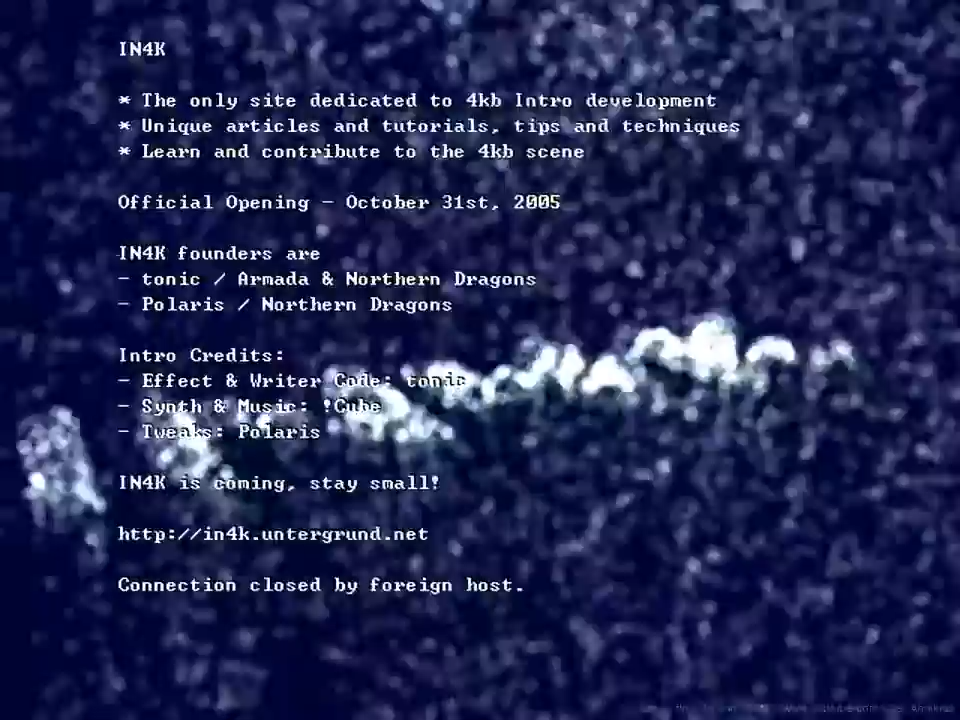 IN4K
* The only site dedicated to 4kb Intro development
* Unique articles and tutorials, tips and techniques
* Learn and contribute to the 4kb scene
Official Opening - October 31st, 2005
IN4K founders are
- tonic / Armada & Northern Dragons
- Polaris / Northern Dragons
Intro Credits:
- Effect & Writer Code: tonic
- Synth & Music: !Cube
- Tweaks: Polaris
IN4K is coming, stay small!
http://in4k.untergrund.net
Connection closed by foreign host.